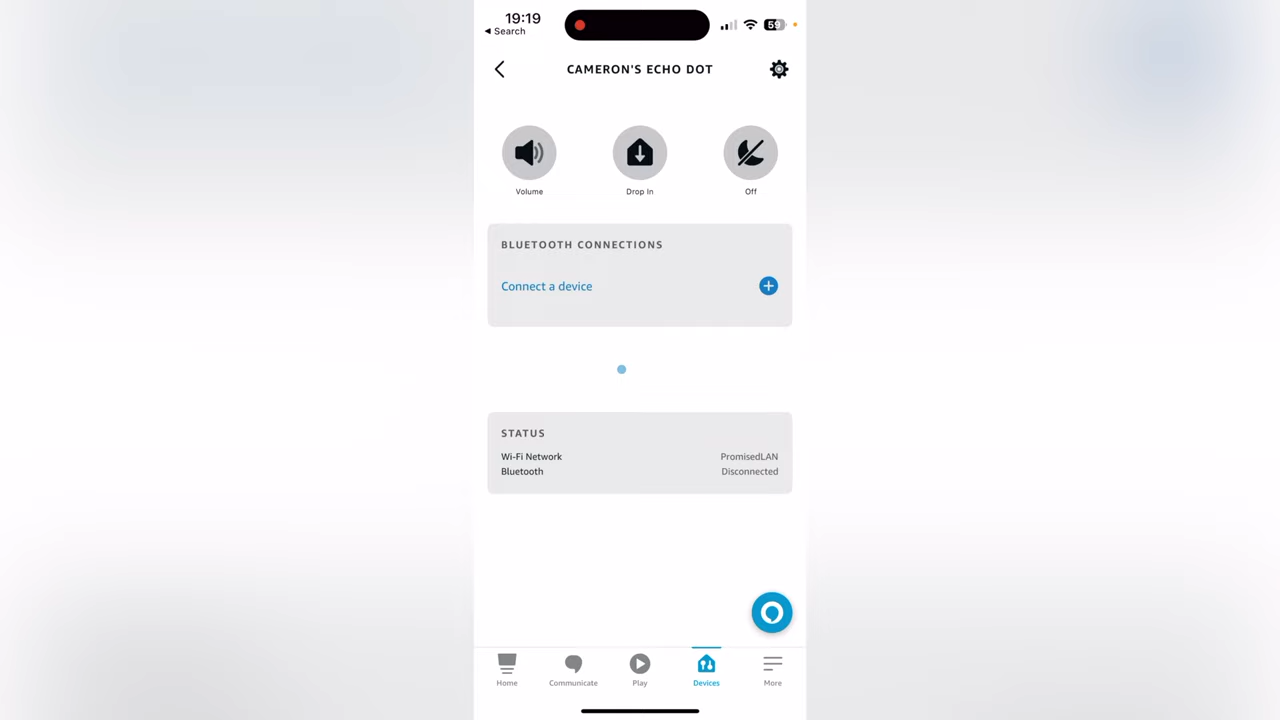 19:19
◀ Search
59
CAMERON'S ECHO DOT
Volume
Drop In
Off
BLUETOOTH CONNECTIONS
Connect a device
STATUS
Wi-Fi Network PromisedLAN
Bluetooth Disconnected
Home
Communicate
Play
Devices
More